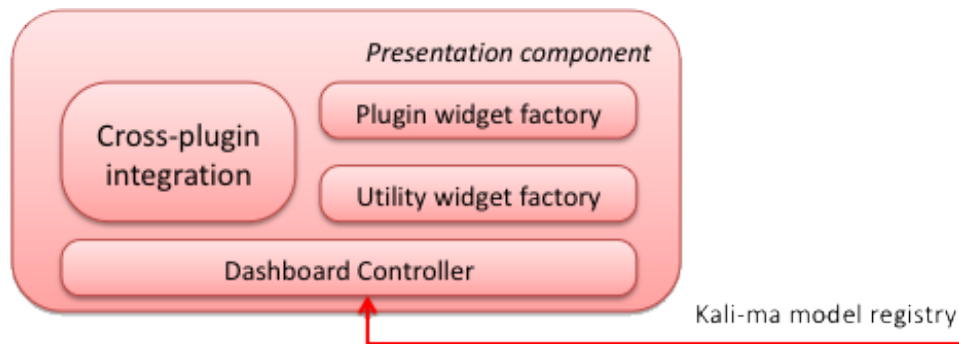 Presentation component
Cross-plugin
integration
Plugin widget factory
Utility widget factory
Dashboard Controller
Kali-ma model registry